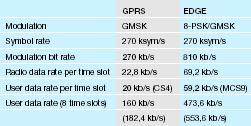 GPRS EDGE
Modulation GMSK 8-PSK/GMSK
Symbol rate 270 ksym/s 270 ksym/s
Modulation bit rate 270 kb/s 810 kb/s
Radio data rate per time slot 22,8 kb/s 69,2 kb/s
User data rate per time slot 20 kb/s (CS4) 59,2 kb/s (MCS9)
User data rate (8 time slots) 160 kb/s 473,6 kb/s
(182,4 kb/s) (553,6 kb/s)